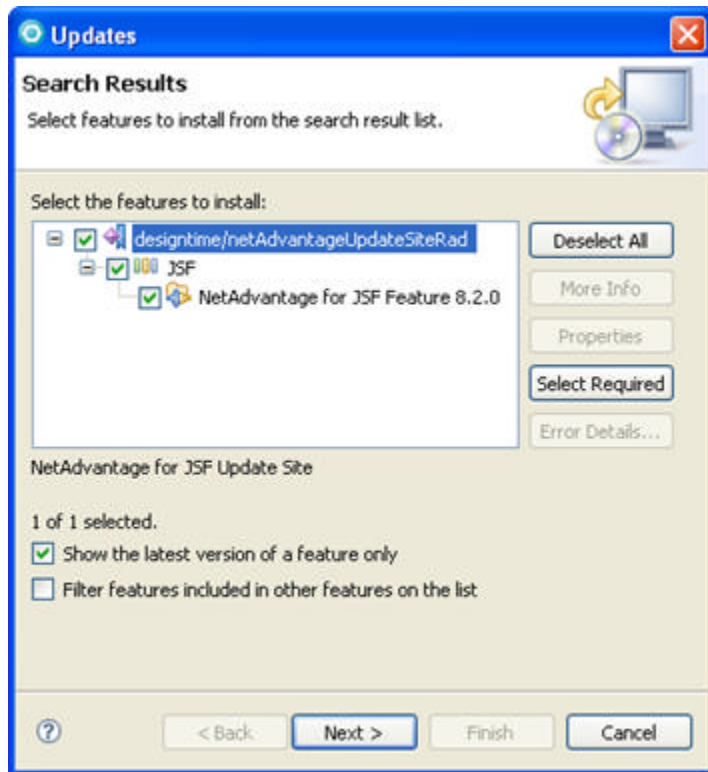 Updates
Search Results
Select features to install from the search result list.
Select the features to install:
designtime/netAdvantageUpdateSiteRad
Deselect All
JSF
More Info
NetAdvantage for JSF Feature 8.2.0
Properties
Select Required
Error Details...
NetAdvantage for JSF Update Site
1 of 1 selected.
Show the latest version of a feature only
Filter features included in other features on the list
? < Back Next > Finish Cancel